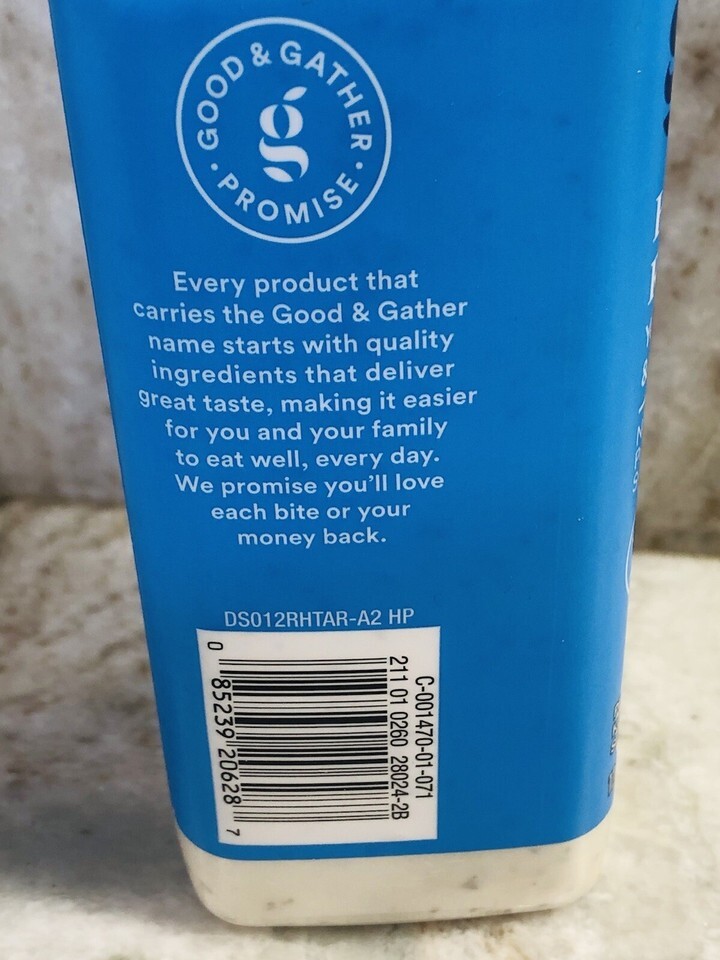 GOOD & GATHER
PROMISE
Every product that
carries the Good & Gather
name starts with quality
ingredients that deliver
great taste, making it easier
for you and your family
to eat well, every day.
We promise you'll love
each bite or your
money back.
DS012RHTAR-A2 HP
C-001470-01-071
211 01 0260 28024-2B
0 85239 20628 7